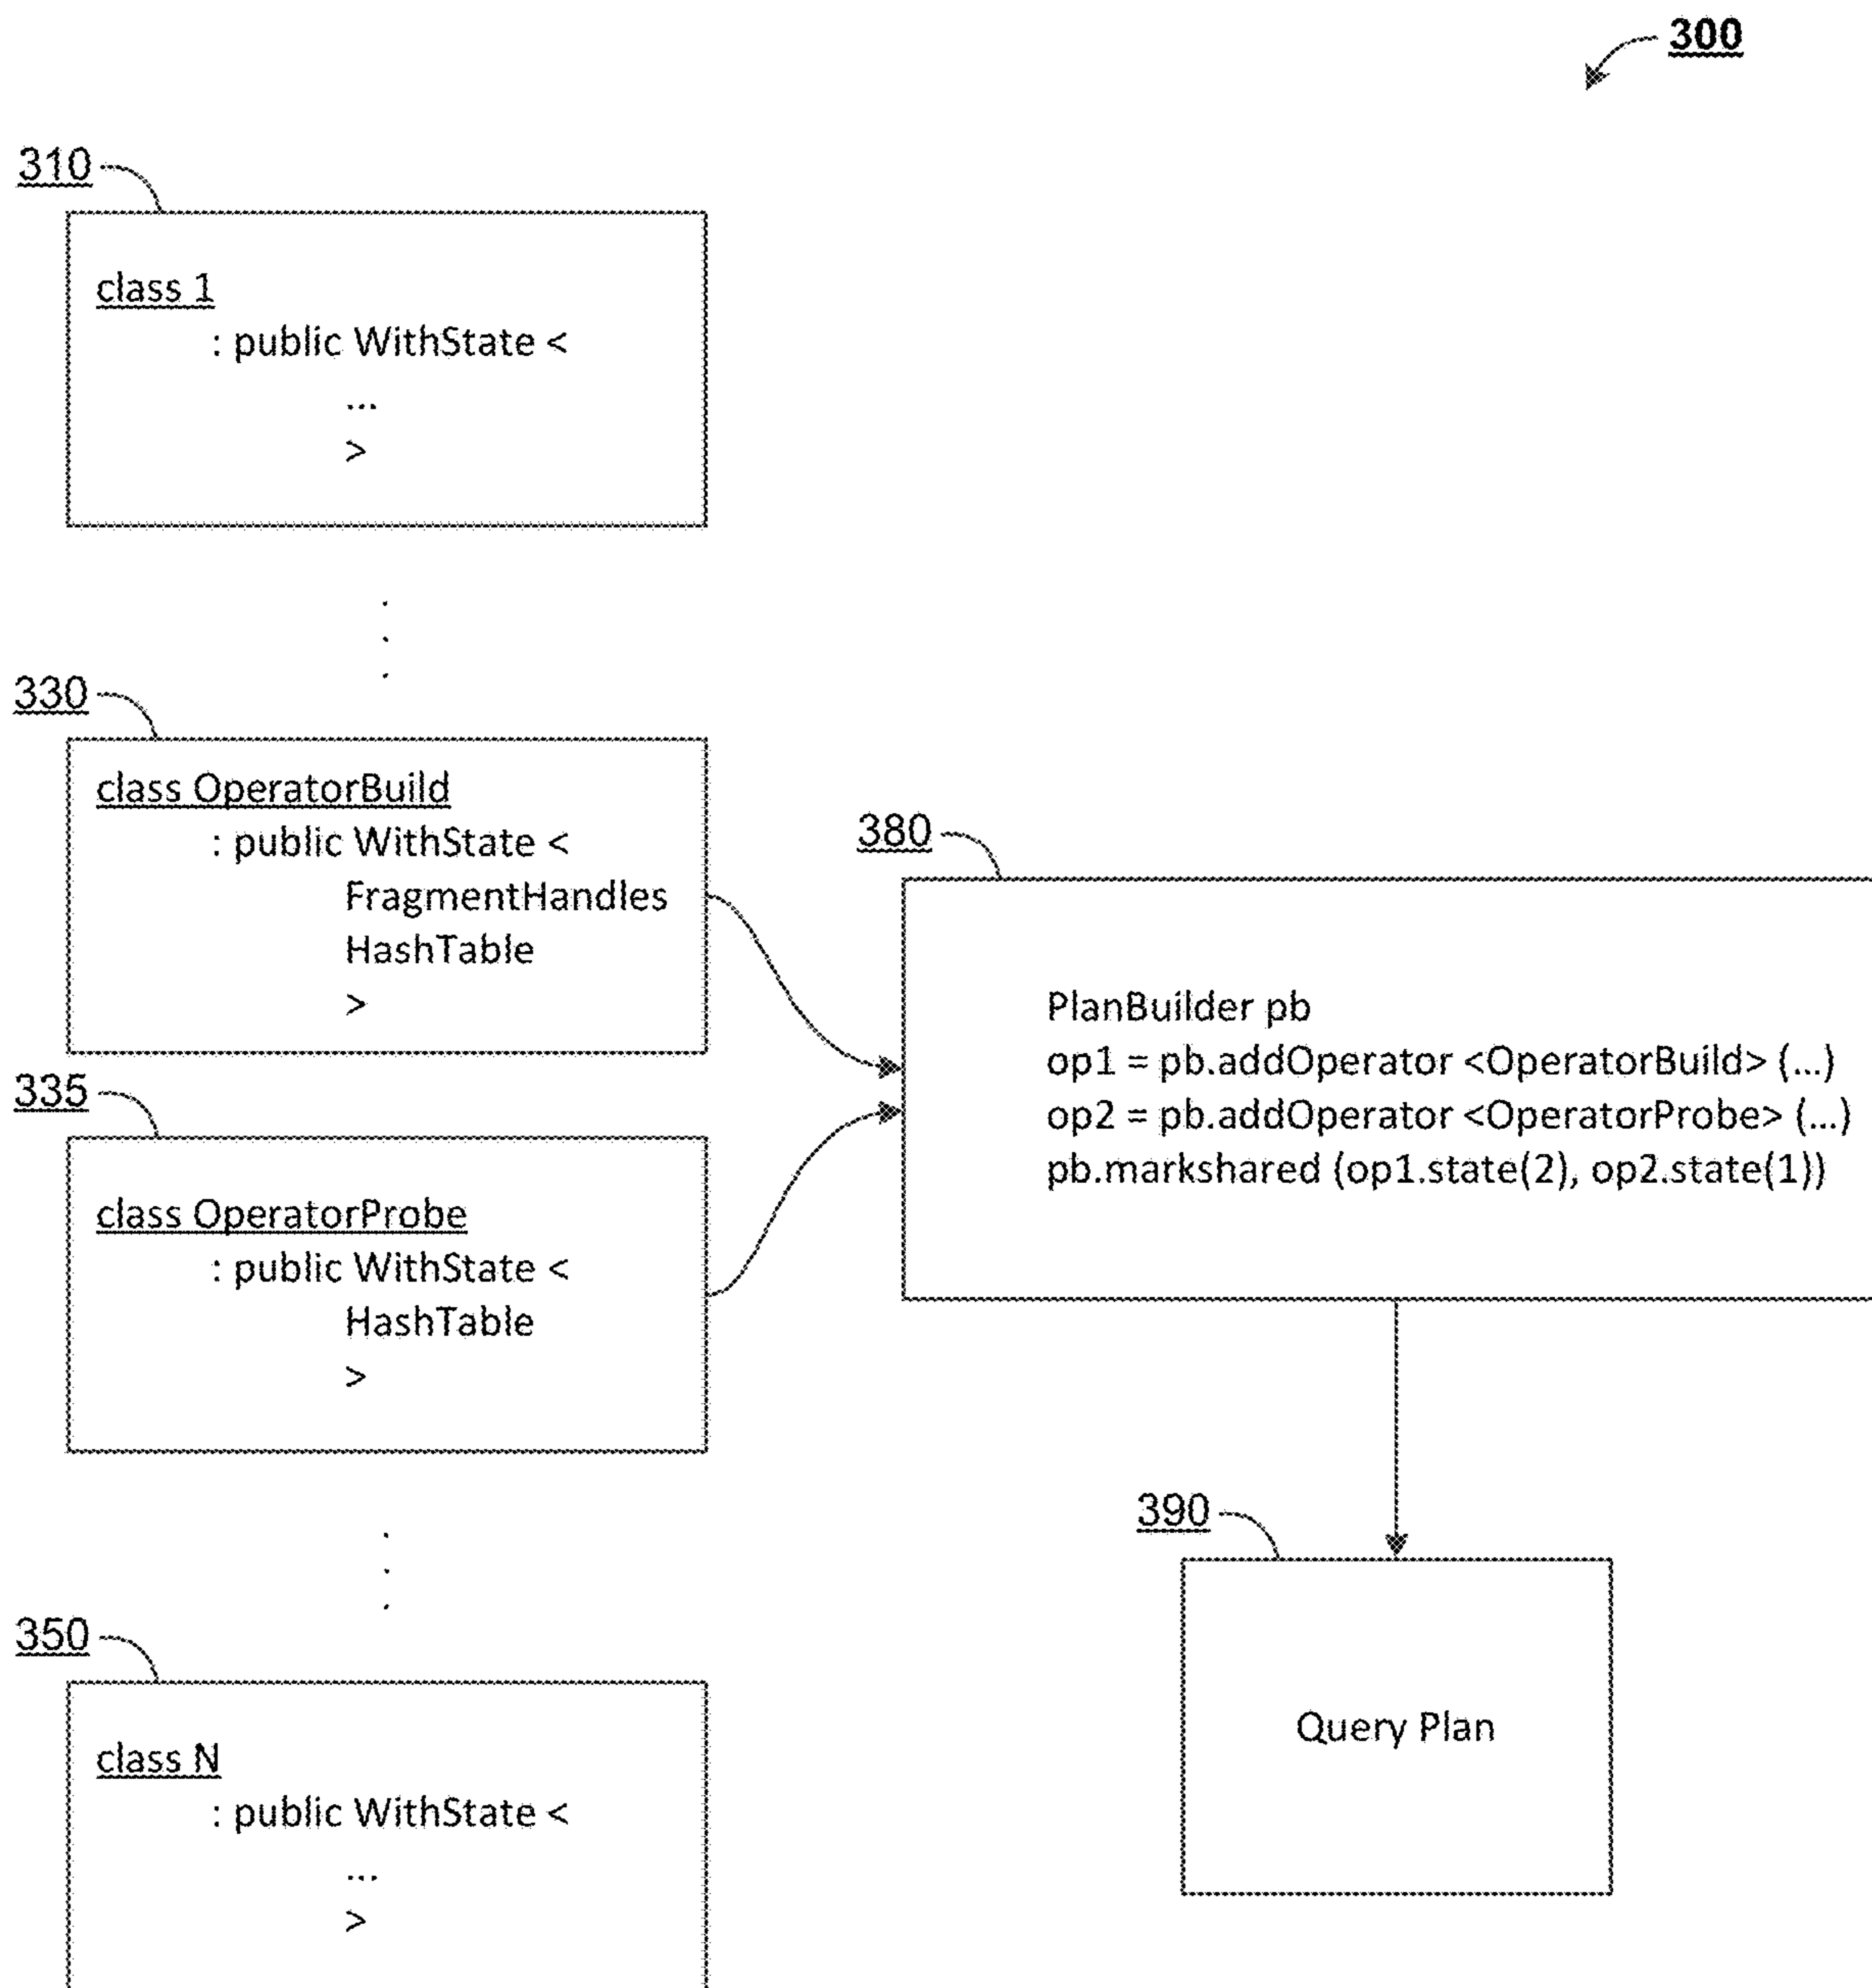 300
310
class 1
: public WithState <
...
>
330
class OperatorBuild
: public WithState <
FragmentHandles
HashTable
>
335
class OperatorProbe
: public WithState <
HashTable
>
350
class N
: public WithState <
...
>
380
PlanBuilder pb
op1 = pb.addOperator <OperatorBuild> (...)
op2 = pb.addOperator <OperatorProbe> (...)
pb.markshared (op1.state(2), op2.state(1))
390
Query Plan